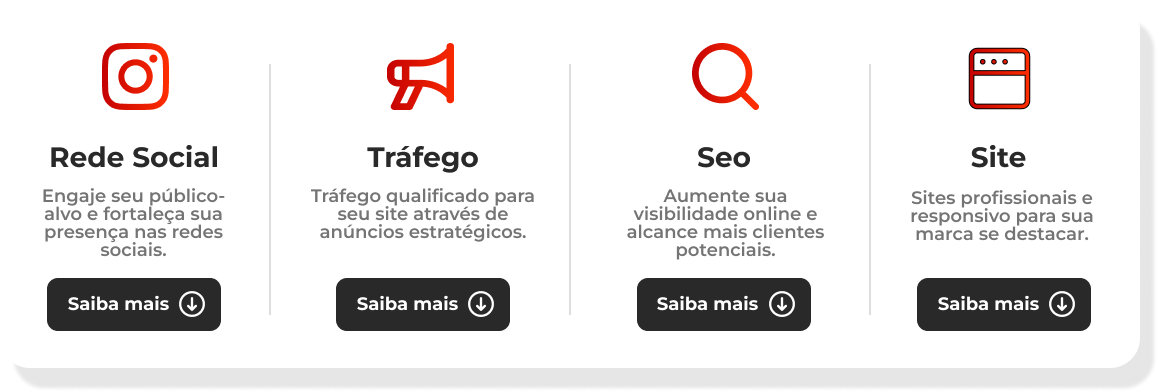 Rede Social
Engaje seu público-
alvo e fortaleça sua
presença nas redes
sociais.
Saiba mais
Tráfego
Tráfego qualificado para
seu site através de
anúncios estratégicos.
Saiba mais
Seo
Aumente sua
visibilidade online e
alcance mais clientes
potenciais.
Saiba mais
Site
Sites profissionais e
responsivo para sua
marca se destacar.
Saiba mais